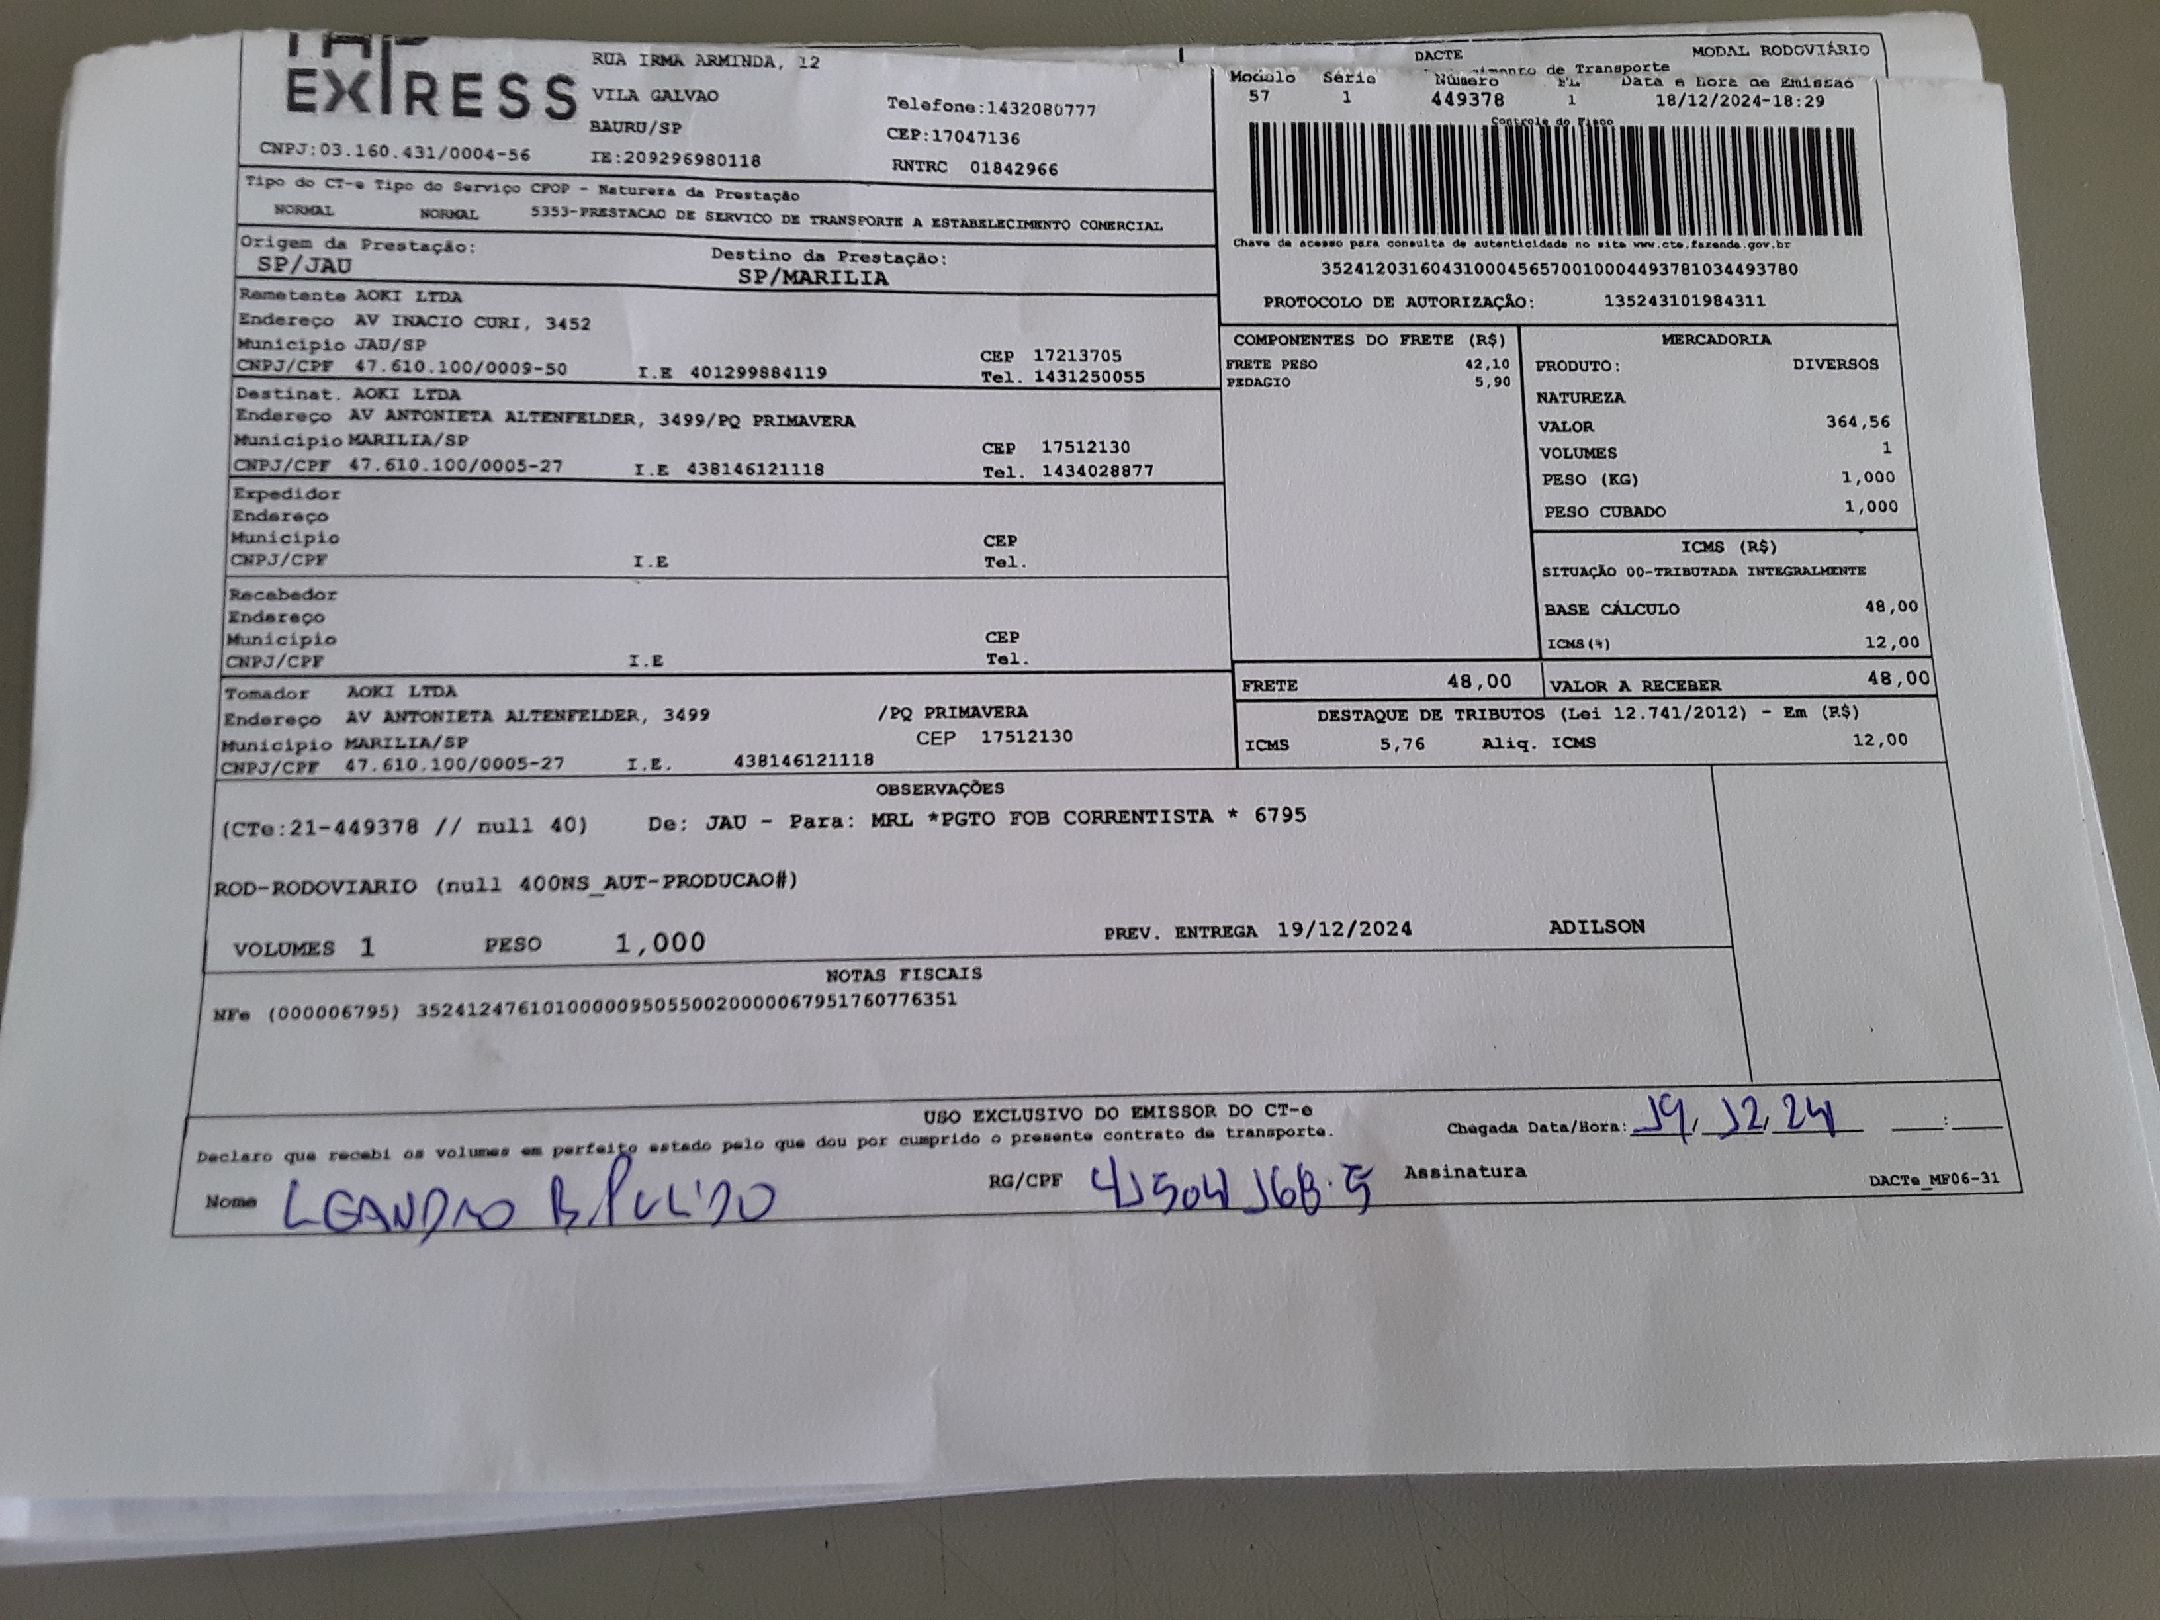 TAP
EXPRESS
RUA IRMA ARMINDA, 12
VILA GALVAO
BAURU/SP
Telefone:1432080777
CEP:17047136
CNPJ:03.160.431/0004-56
IE:209296980118
RNTRC 01842966
DACTE
MODAL RODOVIÁRIO
de Transporte
Modelo Série Número FL Data e Hora de Emissão
57 1 449378 1 18/12/2024-18:29
Controle do Fisco
Tipo do CT-e Tipo do Serviço CFOP - Natureza da Prestação
NORMAL NORMAL 5353-PRESTACAO DE SERVICO DE TRANSPORTE A ESTABELECIMENTO COMERCIAL
Chave de acesso para consulta de autenticidade no site www.cte.fazenda.gov.br
35241203160431000456570010004493781034493780
PROTOCOLO DE AUTORIZAÇÃO: 135243101984311
Origem da Prestação: Destino da Prestação:
SP/JAU SP/MARILIA
Remetente AOKI LTDA
Endereço AV INACIO CURI, 3452
Município JAU/SP CEP 17213705
CNPJ/CPF 47.610.100/0009-50 I.E 401299884119 Tel. 1431250055
Destinat. AOKI LTDA
Endereço AV ANTONIETA ALTENFELDER, 3499/PQ PRIMAVERA
Município MARILIA/SP CEP 17512130
CNPJ/CPF 47.610.100/0005-27 I.E 438146121118 Tel. 1434028877
Expedidor
Endereço
Município CEP
CNPJ/CPF I.E Tel.
Recebedor
Endereço
Município CEP
CNPJ/CPF I.E Tel.
Tomador AOKI LTDA
Endereço AV ANTONIETA ALTENFELDER, 3499 /PQ PRIMAVERA
Município MARILIA/SP CEP 17512130
CNPJ/CPF 47.610.100/0005-27 I.E. 438146121118
COMPONENTES DO FRETE (R$)
FRETE PESO 42,10
PEDAGIO 5,90
MERCADORIA
PRODUTO: DIVERSOS
NATUREZA
VALOR 364,56
VOLUMES 1
PESO (KG) 1,000
PESO CUBADO 1,000
ICMS (R$)
SITUAÇÃO 00-TRIBUTADA INTEGRALMENTE
BASE CÁLCULO 48,00
ICMS(%) 12,00
FRETE 48,00 VALOR A RECEBER 48,00
DESTAQUE DE TRIBUTOS (Lei 12.741/2012) - Em (R$)
ICMS 5,76 Aliq. ICMS 12,00
OBSERVAÇÕES
(CTe:21-449378 // null 40) De: JAU - Para: MRL *PGTO FOB CORRENTISTA * 6795
ROD-RODOVIARIO (null 400NS_AUT-PRODUCAO#)
VOLUMES 1 PESO 1,000 PREV. ENTREGA 19/12/2024 ADILSON
NOTAS FISCAIS
NFe (000006795) 35241247610100000950550020000067951760776351
USO EXCLUSIVO DO EMISSOR DO CT-e
Declaro que recebi os volumes em perfeito estado pelo que dou por cumprido o presente contrato de transporte.
Chegada Data/Hora: 19/12/24 :
Nome LEANDRO B. PULIDO RG/CPF 41504168-5 Assinatura
DACTe_MF06-31